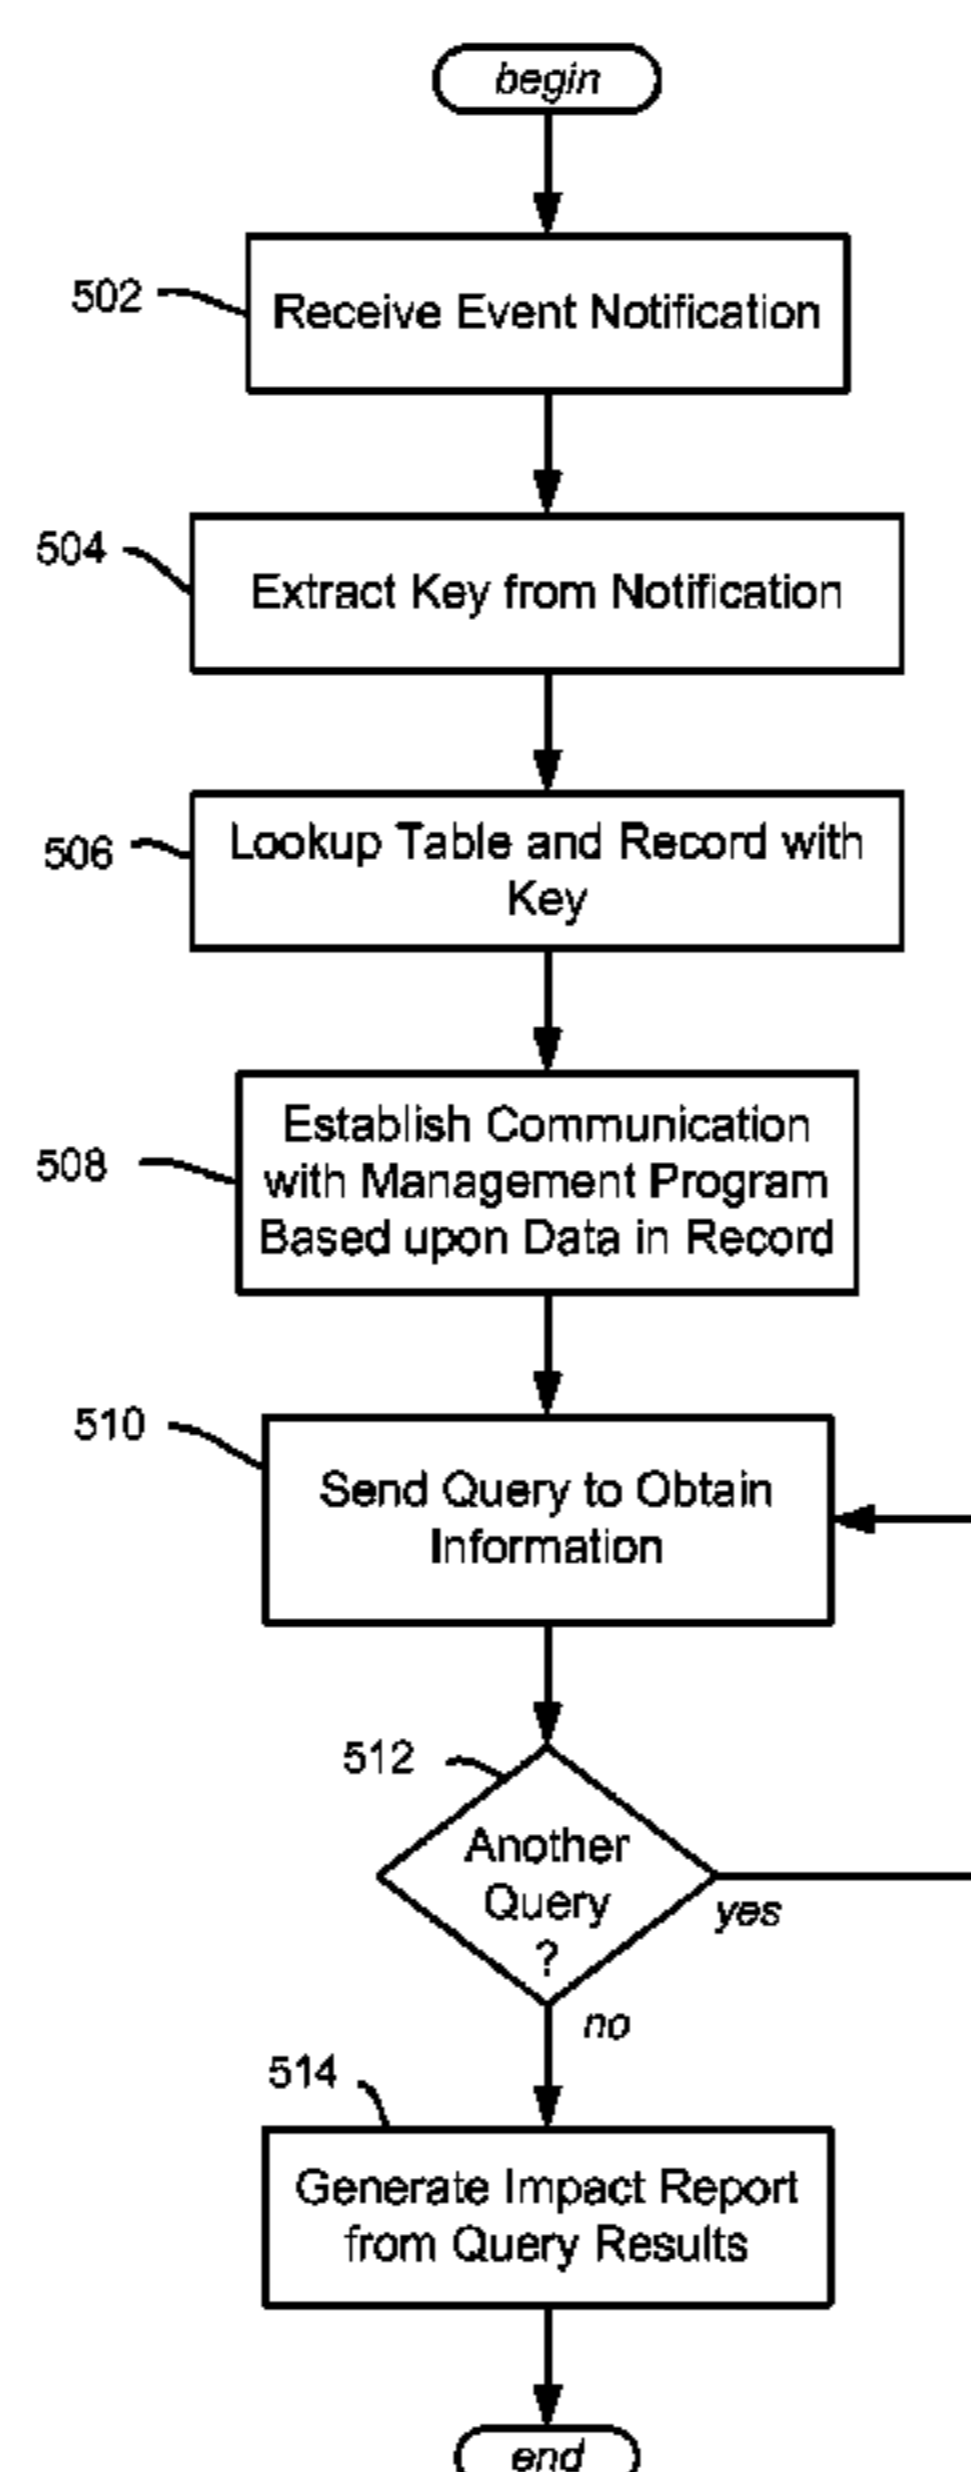 begin
502
Receive Event Notification
504
Extract Key from Notification
506
Lookup Table and Record with
Key
508
Establish Communication
with Management Program
Based upon Data in Record
510
Send Query to Obtain
Information
512
Another
Query
?
yes
no
514
Generate Impact Report
from Query Results
end